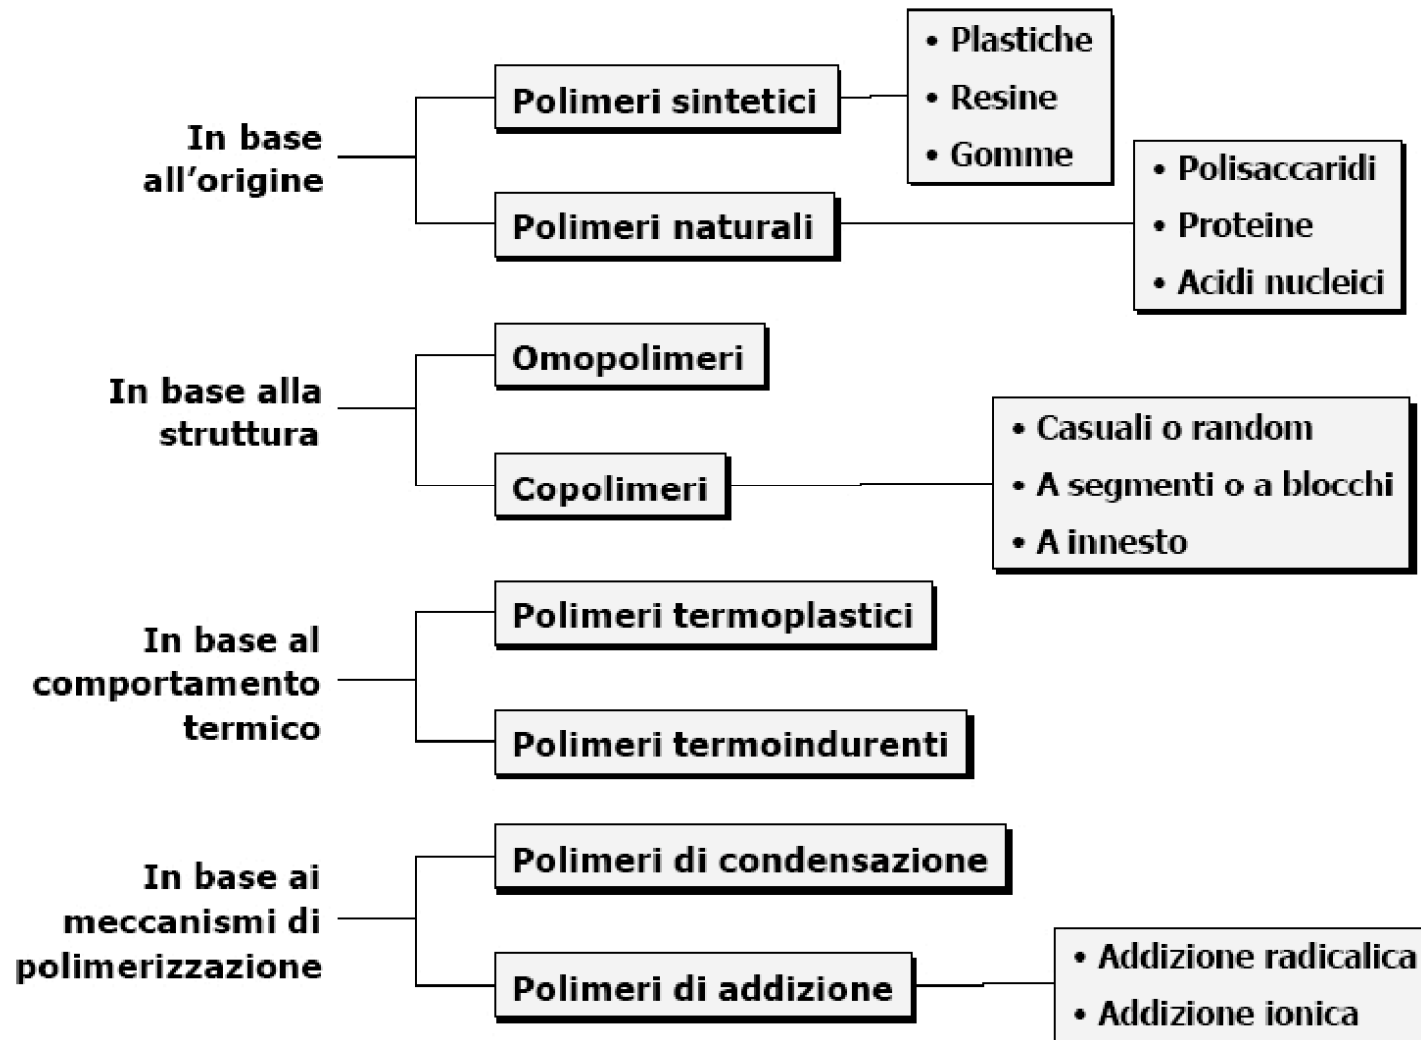 In base
all’origine
Polimeri sintetici
• Plastiche
• Resine
• Gomme
Polimeri naturali
• Polisaccaridi
• Proteine
• Acidi nucleici
In base alla
struttura
Omopolimeri
Copolimeri
• Casuali o random
• A segmenti o a blocchi
• A innesto
In base al
comportamento
termico
Polimeri termoplastici
Polimeri termoindurenti
In base ai
meccanismi di
polimerizzazione
Polimeri di condensazione
Polimeri di addizione
• Addizione radicalica
• Addizione ionica